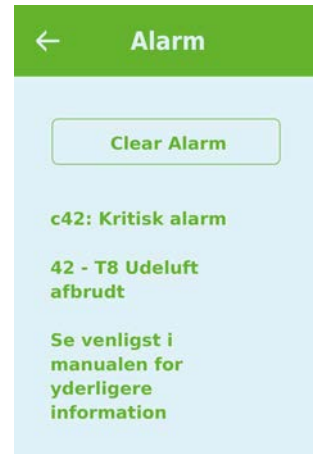 Alarm
Clear Alarm
c42: Kritisk alarm
42 - T8 Udeluft
afbrudt
Se venligst i
manualen for
yderligere
information